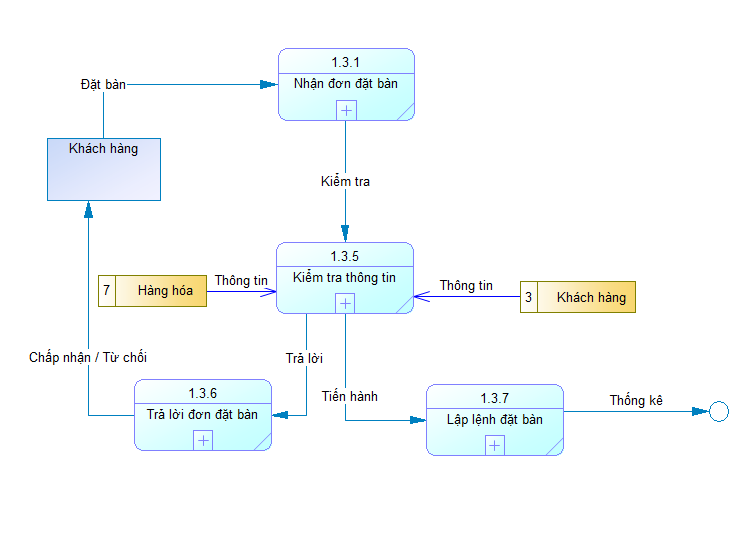 1.3.1
Đặt bàn
Nhận đơn đặt bàn
Khách hàng
Kiểm tra
1.3.5
Kiểm tra thông tin
Thông tin
Thông tin
7 Hàng hóa
3 Khách hàng
Chấp nhận / Từ chối
Trả lời
1.3.6
Trả lời đơn đặt bàn
Tiến hành
1.3.7
Lập lệnh đặt bàn
Thống kê